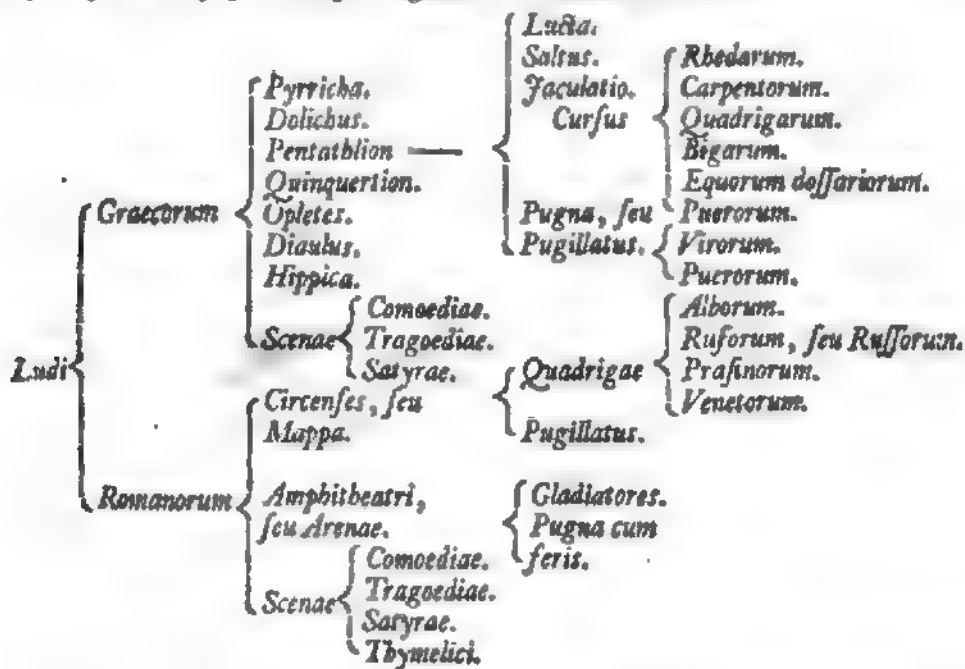 Ludi
Graecorum
Pyrricha.
Dolichus.
Pentathlion
Lucta.
Saltus.
Jaculatio.
Curſus
Rhedarum.
Carpentorum.
Quadrigarum.
Bigarum.
Equorum doſſariorum.
Puerorum.
Pugna, ſeu
Pugillatus.
Virorum.
Puerorum.
Quinquertion.
Opletes.
Diaulus.
Hippica.
Scenae
Comoediae.
Tragoediae.
Satyrae.
Romanorum
Circenſes, ſeu
Mappa.
Quadrigae
Alborum.
Ruforum, ſeu Ruſſorum.
Praſinorum.
Venetorum.
Pugillatus.
Amphitheatri,
ſeu Arenae.
Gladiatores.
Pugna cum
feris.
Scenae
Comoediae.
Tragoediae.
Satyrae.
Thymelici.